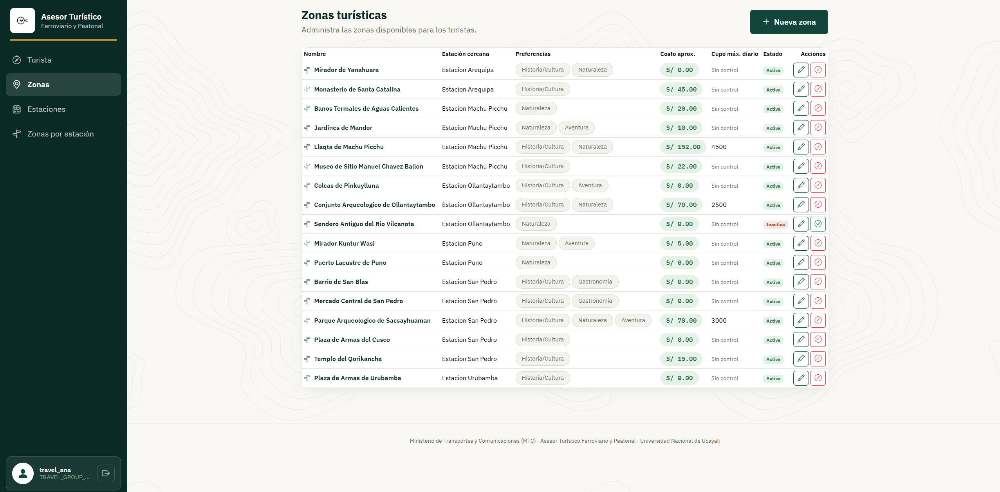 MTC
Asesor Turístico
Ferroviario y Peatonal
Turista
Zonas
Estaciones
Zonas por estación
travel_ana
TRAVEL_GROUP_...
Zonas turísticas
Administra las zonas disponibles para los turistas.
+ Nueva zona
Nombre Estación cercana Preferencias Costo aprox. Cupo máx. diario Estado Acciones
Mirador de Yanahuara Estacion Arequipa Historia/Cultura Naturaleza S/ 0.00 Sin control Activa
Monasterio de Santa Catalina Estacion Arequipa Historia/Cultura S/ 45.00 Sin control Activa
Banos Termales de Aguas Calientes Estacion Machu Picchu Naturaleza S/ 20.00 Sin control Activa
Jardines de Mandor Estacion Machu Picchu Naturaleza Aventura S/ 10.00 Sin control Activa
Llaqta de Machu Picchu Estacion Machu Picchu Historia/Cultura Naturaleza S/ 152.00 4500 Activa
Museo de Sitio Manuel Chavez Ballon Estacion Machu Picchu Historia/Cultura S/ 22.00 Sin control Activa
Colcas de Pinkuylluna Estacion Ollantaytambo Historia/Cultura Aventura S/ 0.00 Sin control Activa
Conjunto Arqueologico de Ollantaytambo Estacion Ollantaytambo Historia/Cultura Naturaleza S/ 70.00 2500 Activa
Sendero Antiguo del Rio Vilcanota Estacion Ollantaytambo Naturaleza S/ 0.00 Sin control Inactiva
Mirador Kuntur Wasi Estacion Puno Naturaleza Aventura S/ 5.00 Sin control Activa
Puerto Lacustre de Puno Estacion Puno Naturaleza S/ 0.00 Sin control Activa
Barrio de San Blas Estacion San Pedro Historia/Cultura Gastronomia S/ 0.00 Sin control Activa
Mercado Central de San Pedro Estacion San Pedro Historia/Cultura Gastronomia S/ 0.00 Sin control Activa
Parque Arqueologico de Sacsayhuaman Estacion San Pedro Historia/Cultura Naturaleza Aventura S/ 70.00 3000 Activa
Plaza de Armas del Cusco Estacion San Pedro Historia/Cultura S/ 0.00 Sin control Activa
Templo del Qorikancha Estacion San Pedro Historia/Cultura S/ 15.00 Sin control Activa
Plaza de Armas de Urubamba Estacion Urubamba Historia/Cultura S/ 0.00 Sin control Activa
Ministerio de Transportes y Comunicaciones (MTC) · Asesor Turístico Ferroviario y Peatonal · Universidad Nacional de Ucayali